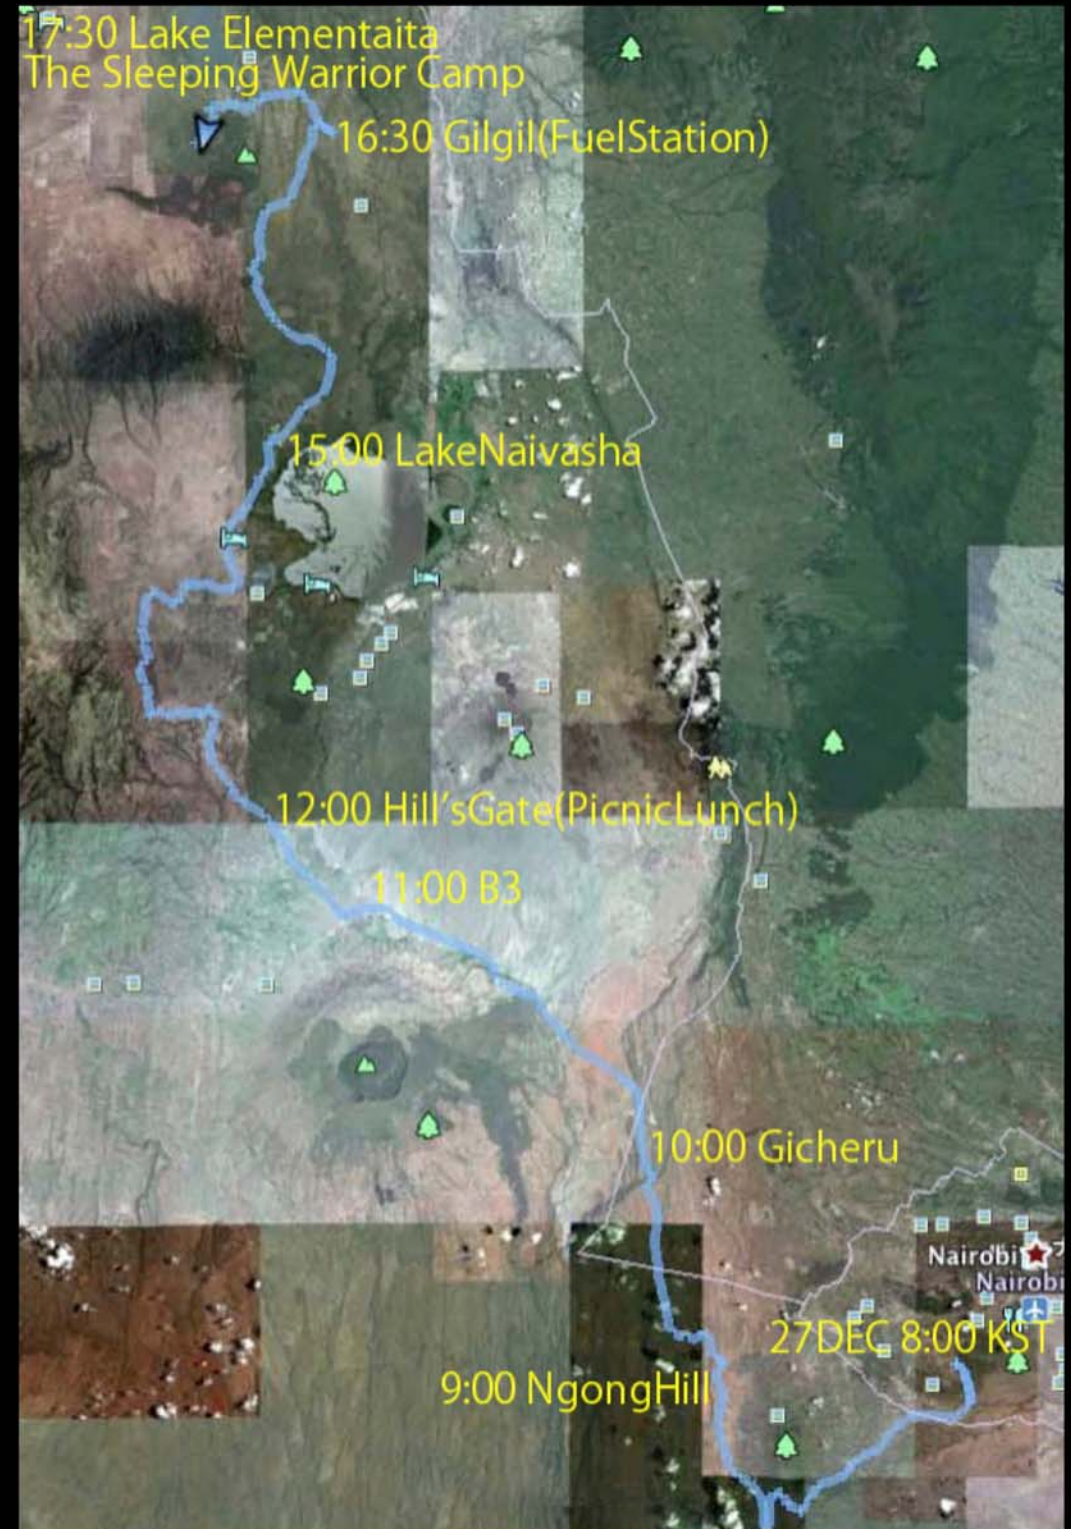 17:30 Lake Elementaita
The Sleeping Warrior Camp
16:30 Gilgil(FuelStation)
15:00 LakeNaivasha
12:00 Hill'sGate(PicnicLunch)
11:00 B3
10:00 Gicheru
Nairobi
Nairobi
27DEC 8:00 KST
9:00 NgongHill